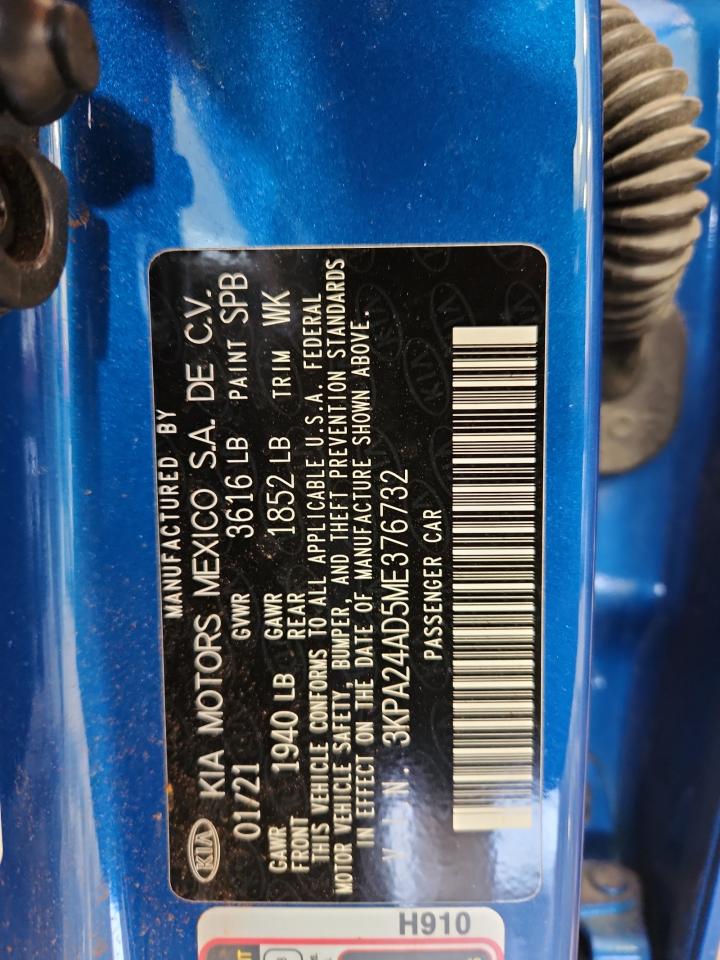 MANUFACTURED BY
KIA KIA MOTORS MEXICO S.A. DE C.V.
01/21 GVWR 3616 LB PAINT SPB
GAWR FRONT 1940 LB GAWR REAR 1852 LB TRIM WK
THIS VEHICLE CONFORMS TO ALL APPLICABLE U.S.A. FEDERAL
MOTOR VEHICLE SAFETY, BUMPER, AND THEFT PREVENTION STANDARDS
IN EFFECT ON THE DATE OF MANUFACTURE SHOWN ABOVE.
V.I.N. : 3KPA24AD5ME376732
PASSENGER CAR
H910